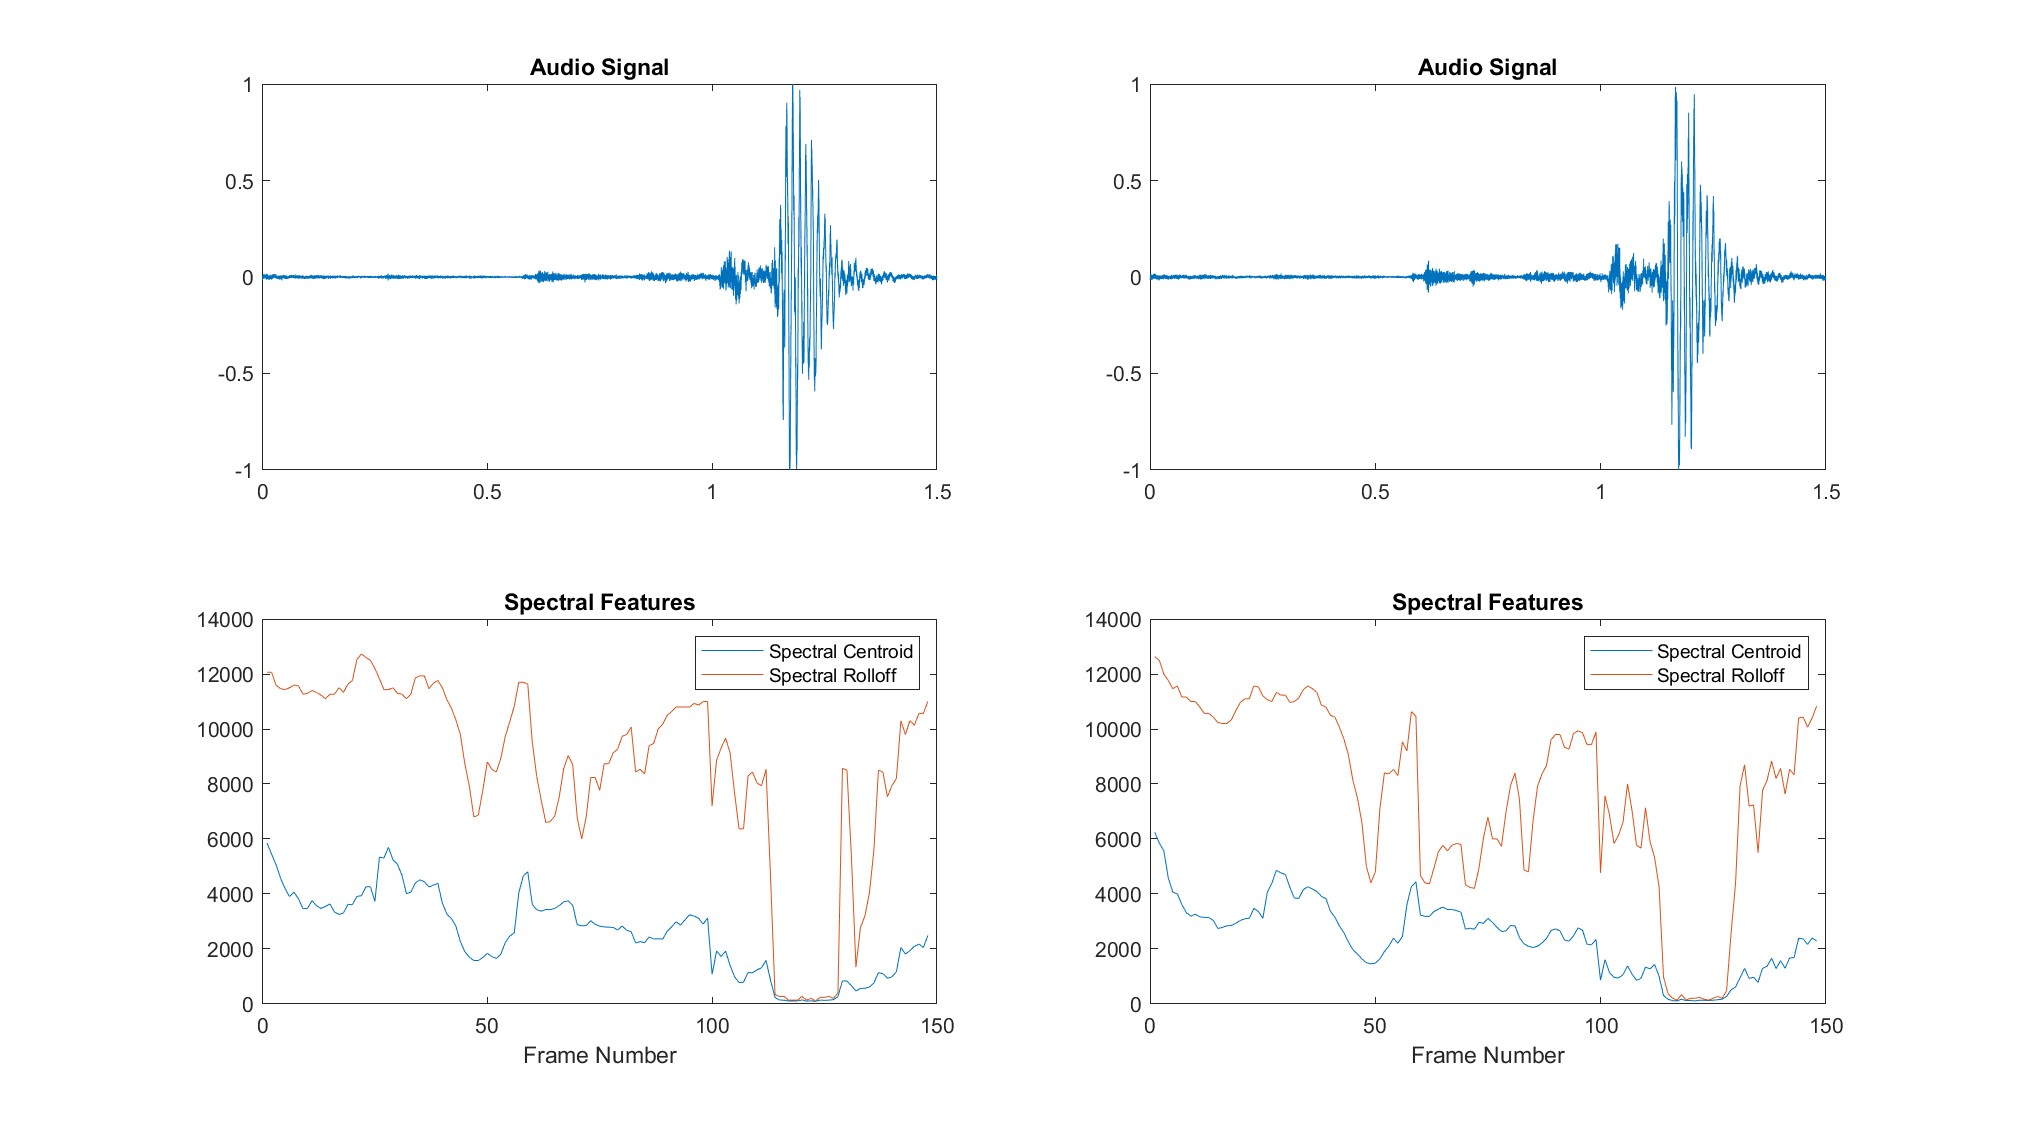 Audio Signal
1
0.5
0
-0.5
-1
0 0.5 1 1.5
Audio Signal
1
0.5
0
-0.5
-1
0 0.5 1 1.5
Spectral Features
14000
12000
10000
8000
6000
4000
2000
0
Spectral Centroid
Spectral Rolloff
0 50 100 150
Frame Number
Spectral Features
14000
12000
10000
8000
6000
4000
2000
0
Spectral Centroid
Spectral Rolloff
0 50 100 150
Frame Number